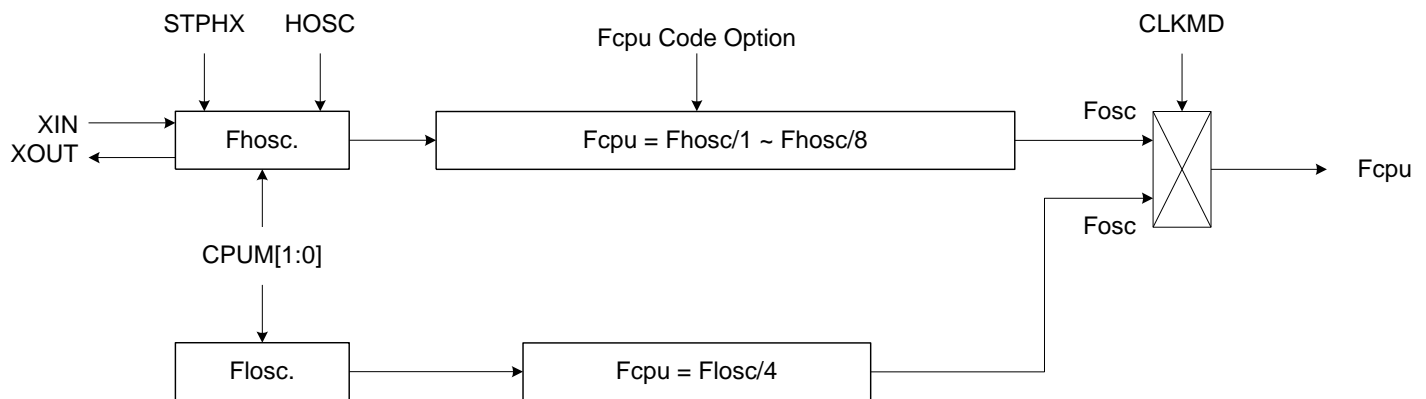 STPHX
HOSC
Fcpu Code Option
CLKMD
XIN
XOUT
Fhosc.
Fcpu = Fhosc/1 ~ Fhosc/8
Fosc
Fcpu
Fosc
CPUM[1:0]
Flosc.
Fcpu = Flosc/4